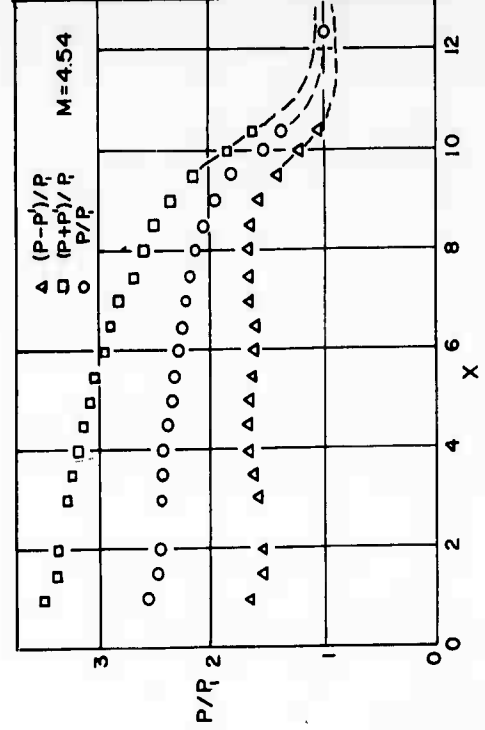 △ (P-P')/P₁
□ (P+P')/P₁
○ P/P₁
M=4.54
P/P₁
3
2
1
0
0 2 4 6 8 10 12
X